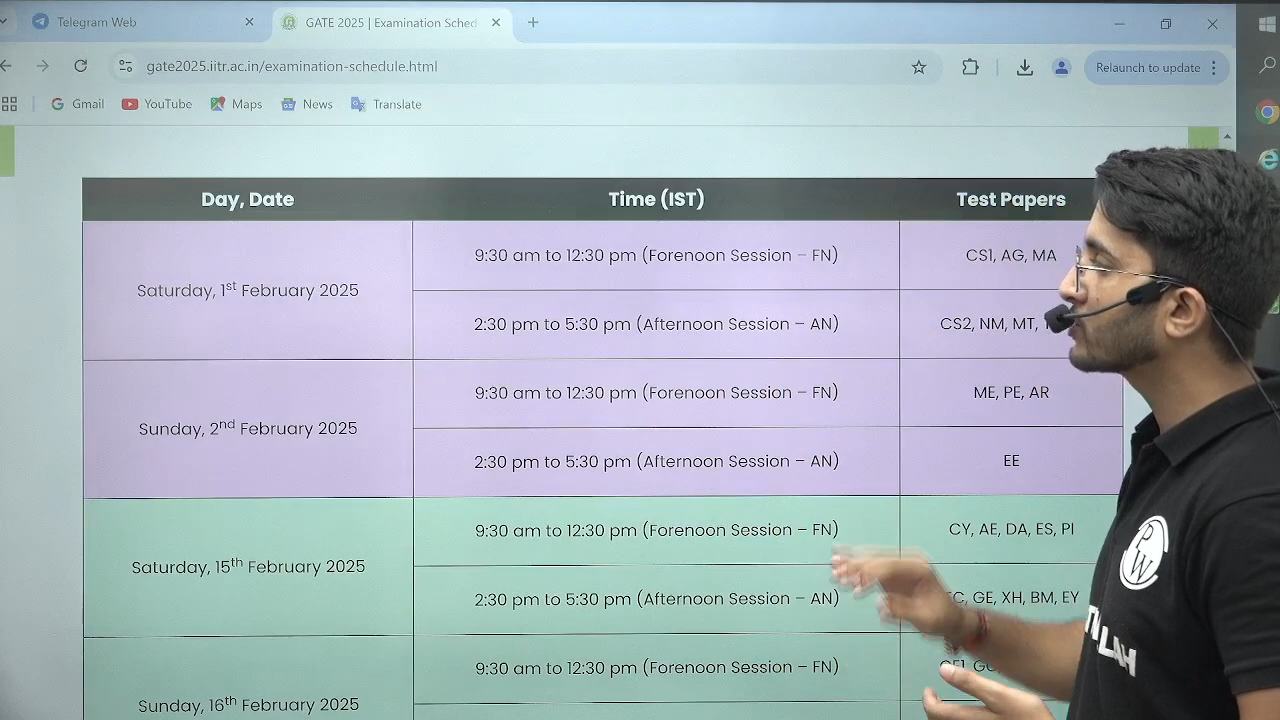 Telegram Web
GATE 2025 | Examination Sched
gate2025.iitr.ac.in/examination-schedule.html
Relaunch to update
Gmail YouTube Maps News Translate
Day, Date Time (IST) Test Papers
Saturday, 1st February 2025
9:30 am to 12:30 pm (Forenoon Session – FN) CS1, AG, MA
2:30 pm to 5:30 pm (Afternoon Session – AN) CS2, NM, MT,
Sunday, 2nd February 2025
9:30 am to 12:30 pm (Forenoon Session – FN) ME, PE, AR
2:30 pm to 5:30 pm (Afternoon Session – AN) EE
Saturday, 15th February 2025
9:30 am to 12:30 pm (Forenoon Session – FN) CY, AE, DA, ES, PI
2:30 pm to 5:30 pm (Afternoon Session – AN) GE, XH, BM, EY
Sunday, 16th February 2025
9:30 am to 12:30 pm (Forenoon Session – FN)
PW